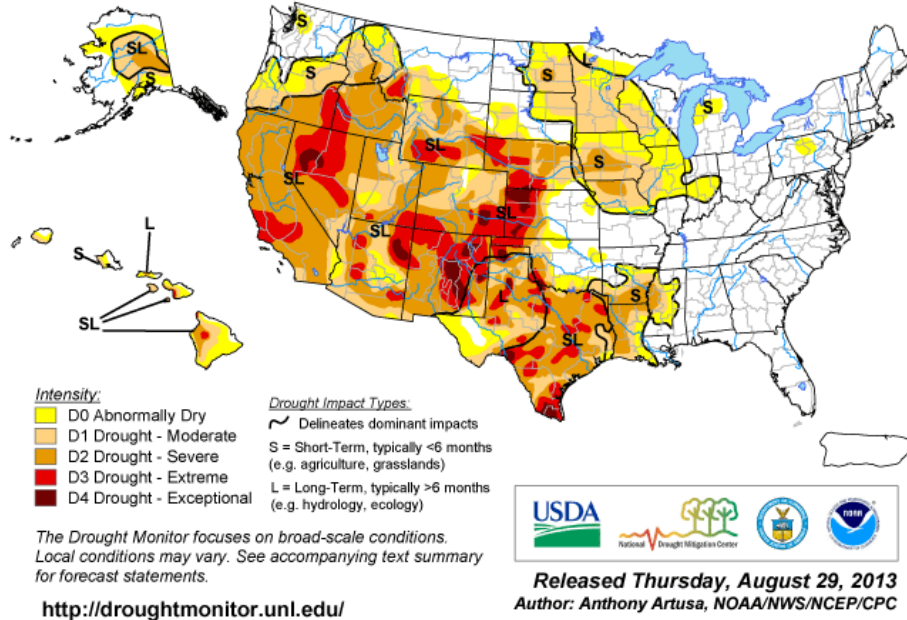 S
SL
S
S
S
S
S
SL
S
SL
SL
SL
L
S
SL
L
S
SL
Intensity:
D0 Abnormally Dry
D1 Drought - Moderate
D2 Drought - Severe
D3 Drought - Extreme
D4 Drought - Exceptional
Drought Impact Types:
Delineates dominant impacts
S = Short-Term, typically <6 months
(e.g. agriculture, grasslands)
L = Long-Term, typically >6 months
(e.g. hydrology, ecology)
The Drought Monitor focuses on broad-scale conditions.
Local conditions may vary. See accompanying text summary
for forecast statements.
http://droughtmonitor.unl.edu/
USDA
National Drought Mitigation Center
NOAA
Released Thursday, August 29, 2013
Author: Anthony Artusa, NOAA/NWS/NCEP/CPC